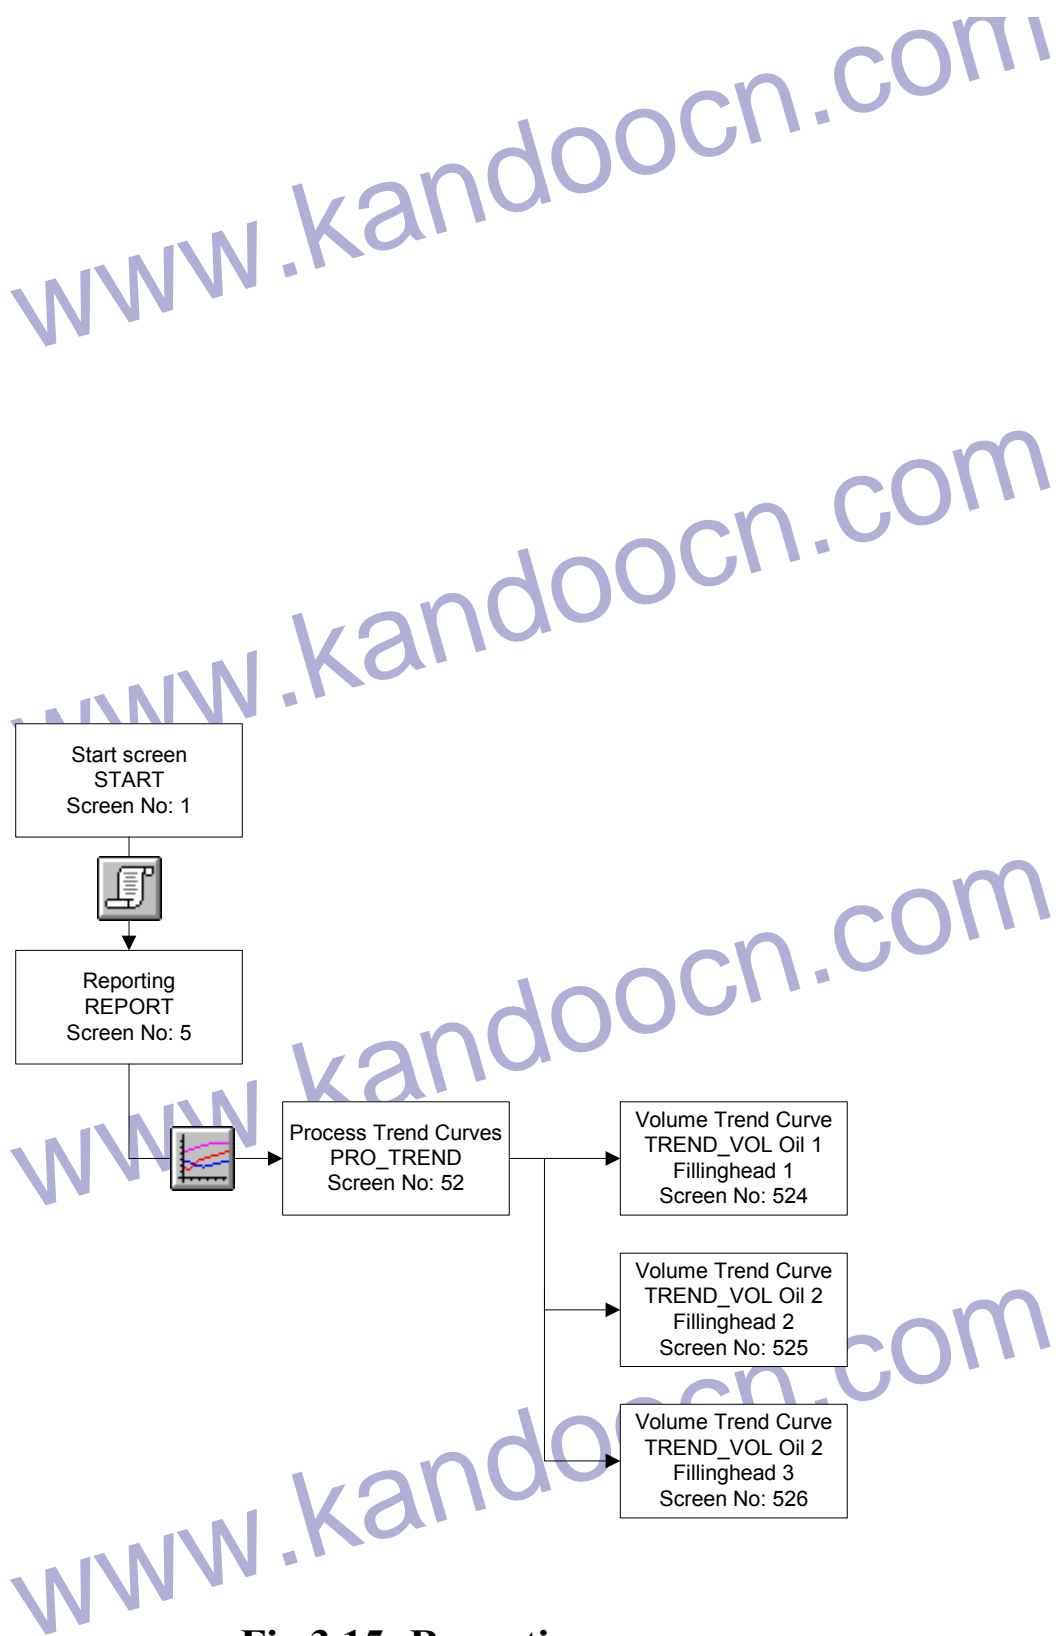 www.kandoocn.com
www.kandoocn.com
Start screen
START
Screen No: 1
www.kandoocn.com
Reporting
REPORT
Screen No: 5
Process Trend Curves
PRO_TREND
Screen No: 52
Volume Trend Curve
TREND_VOL Oil 1
Fillinghead 1
Screen No: 524
Volume Trend Curve
TREND_VOL Oil 2
Fillinghead 2
Screen No: 525
www.kandoocn.com
Volume Trend Curve
TREND_VOL Oil 2
Fillinghead 3
Screen No: 526